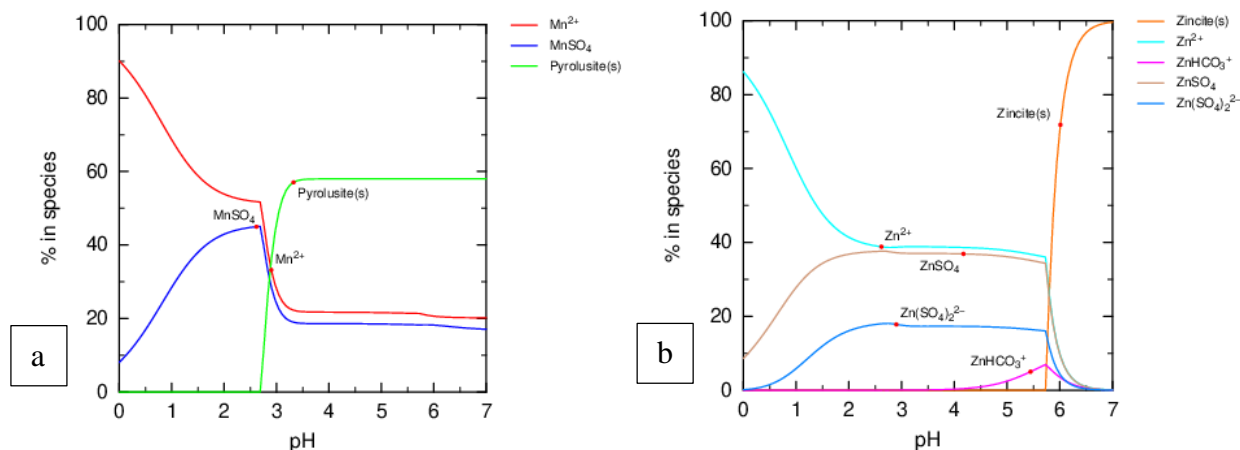 100
80
60
40
20
0
% in species
0 1 2 3 4 5 6 7
pH
MnSO₄
Mn²⁺
Pyrolusite(s)
Mn²⁺
MnSO₄
Pyrolusite(s)
a
100
80
60
40
20
0
% in species
0 1 2 3 4 5 6 7
pH
Zincite(s)
Zn²⁺
ZnSO₄
Zn(SO₄)₂²⁻
ZnHCO₃⁺
Zincite(s)
Zn²⁺
ZnHCO₃⁺
ZnSO₄
Zn(SO₄)₂²⁻
b